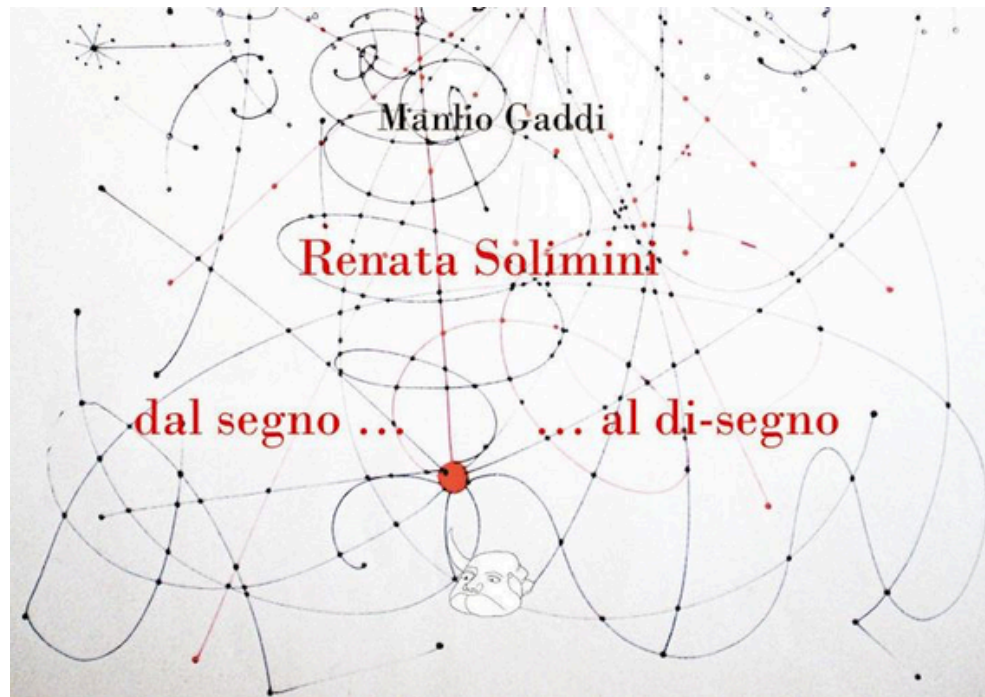 Manlio Gaddi
Renata Solimini
dal segno ... ... al di-segno